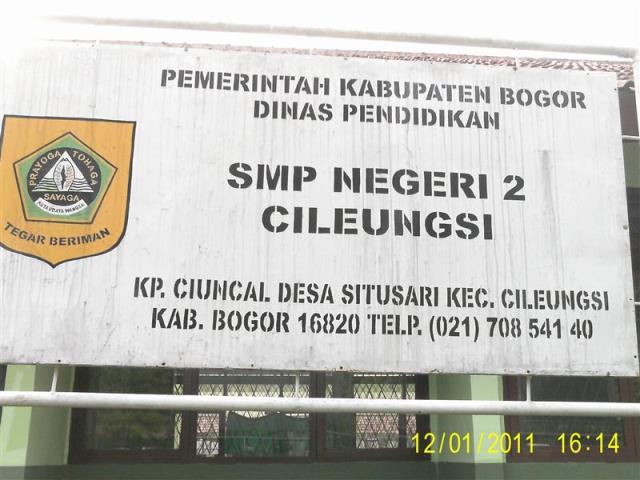 PEMERINTAH KABUPATEN BOGOR
DINAS PENDIDIKAN
SMP NEGERI 2
CILEUNGSI
KP. CIUNCAL DESA SITUSARI KEC. CILEUNGSI
KAB. BOGOR 16820 TELP. (021) 708 541 40
PRAYOGA TOHAGA
SAYAGA
TEGAR BERIMAN
12/01/2011 16:14